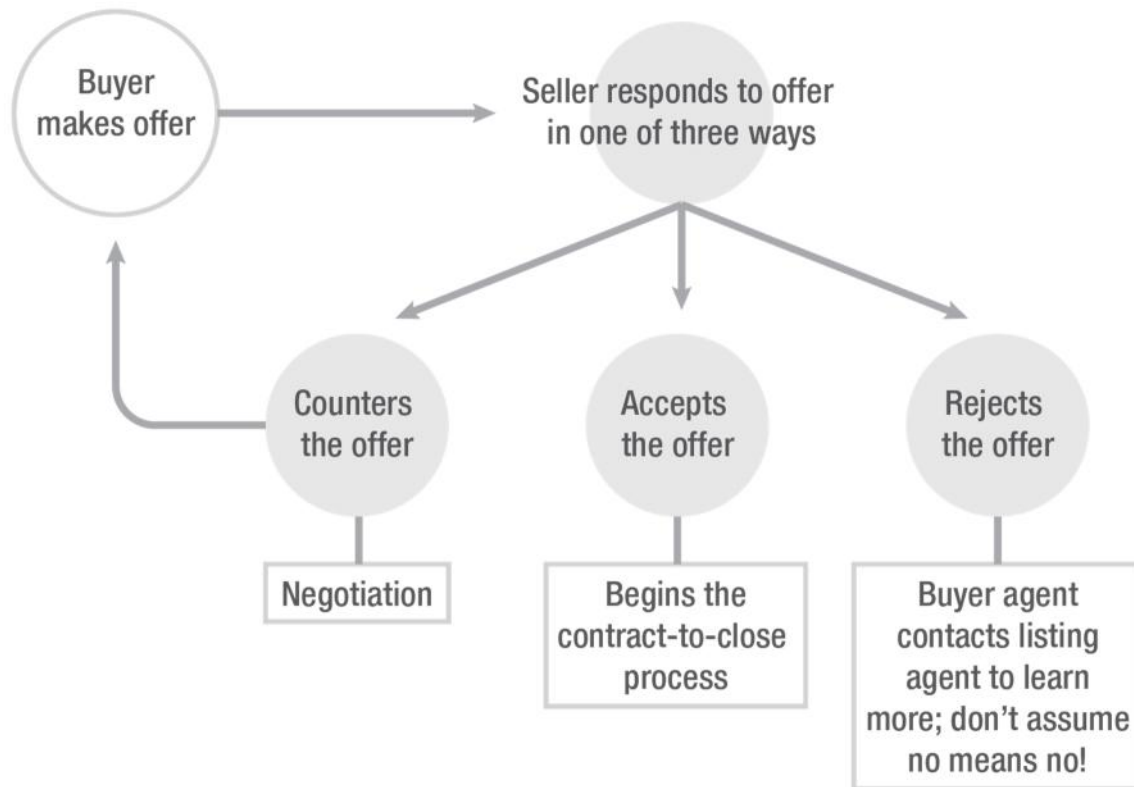 Buyer
makes offer
Seller responds to offer
in one of three ways
Counters
the offer
Accepts
the offer
Rejects
the offer
Negotiation
Begins the
contract-to-close
process
Buyer agent
contacts listing
agent to learn
more; don’t assume
no means no!